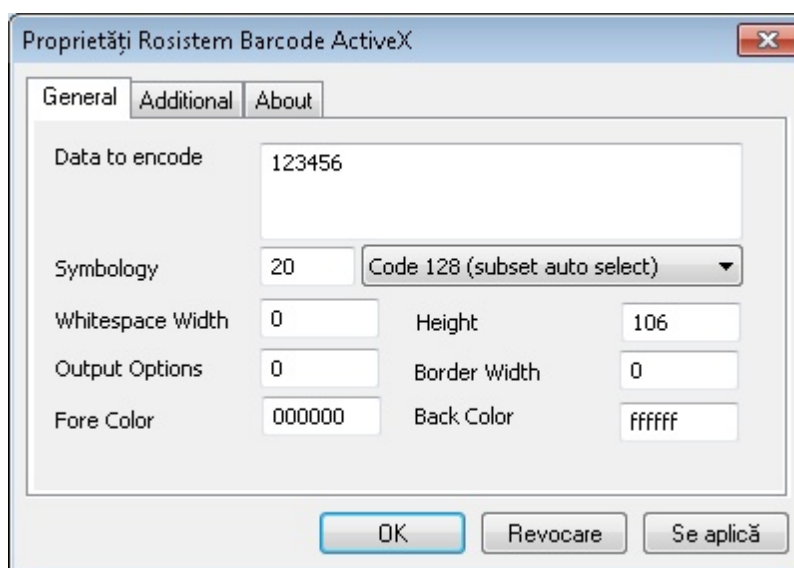 Proprietăți Rosistem Barcode ActiveX
General Additional About
Data to encode 123456
Symbology 20 Code 128 (subset auto select)
Whitespace Width 0 Height 106
Output Options 0 Border Width 0
Fore Color 000000 Back Color ffffff
OK Revocare Se aplică